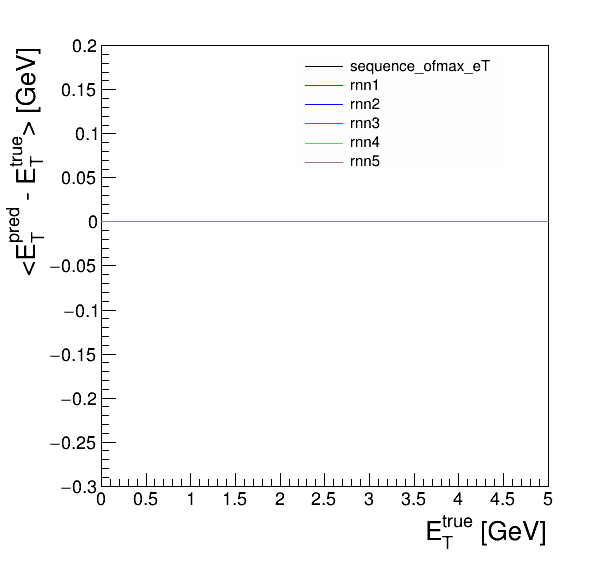 <E_T^pred - E_T^true> [GeV]
0.2
0.15
0.1
0.05
0
−0.05
−0.1
−0.15
−0.2
−0.25
−0.3
sequence_ofmax_eT
rnn1
rnn2
rnn3
rnn4
rnn5
0 0.5 1 1.5 2 2.5 3 3.5 4 4.5 5
E_T^true [GeV]